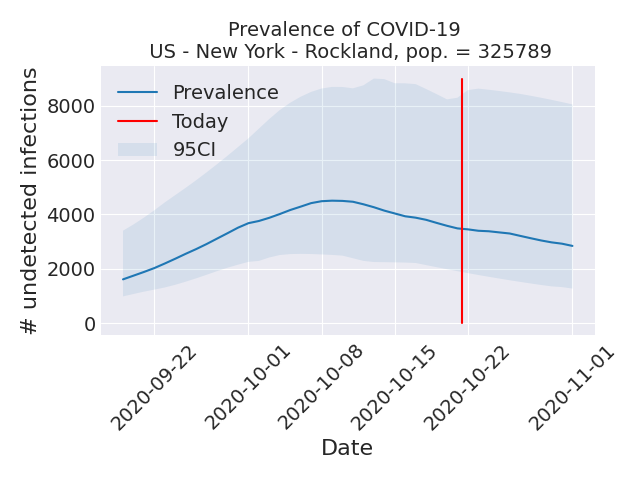 Prevalence of COVID-19
US - New York - Rockland, pop. = 325789
# undetected infections
8000
6000
4000
2000
0
Prevalence
Today
95CI
2020-09-22
2020-10-01
2020-10-08
2020-10-15
2020-10-22
2020-11-01
Date